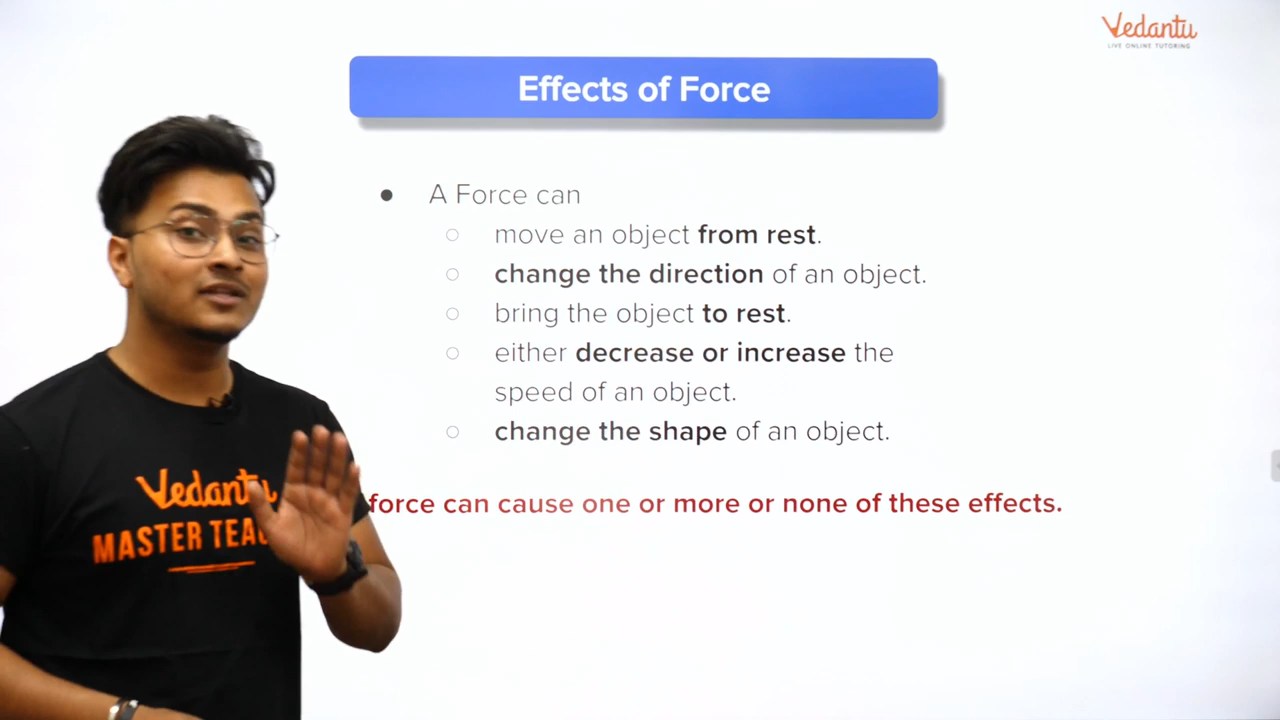 Vedantu
LIVE ONLINE TUTORING
Effects of Force
● A Force can
○ move an object from rest.
○ change the direction of an object.
○ bring the object to rest.
○ either decrease or increase the
speed of an object.
○ change the shape of an object.
force can cause one or more or none of these effects.
Vedantu
MASTER TEA